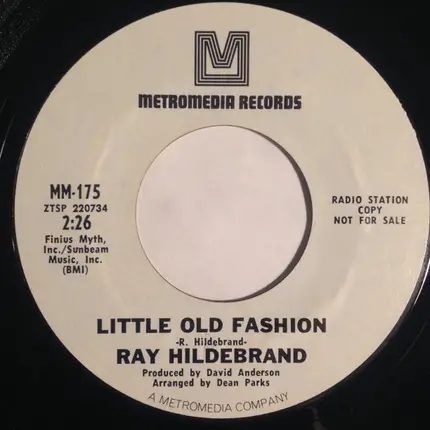 METROMEDIA RECORDS
MM-175
ZTSP 220734
2:26
Finius Myth,
Inc./Sunbeam
Music, Inc.
(BMI)
RADIO STATION
COPY
NOT FOR SALE
LITTLE OLD FASHION
-R. Hildebrand-
RAY HILDEBRAND
Produced by David Anderson
Arranged by Dean Parks
A METROMEDIA COMPANY